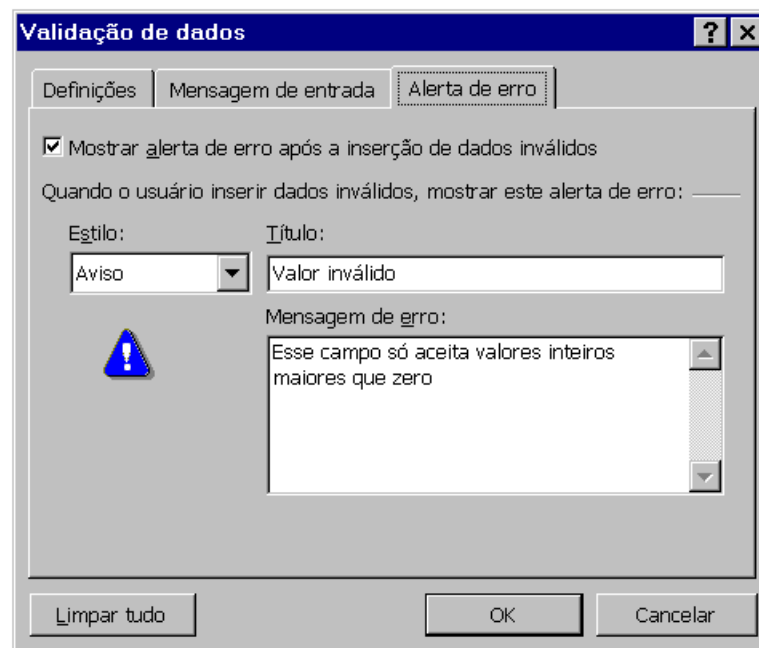 Validação de dados
Definições
Mensagem de entrada
Alerta de erro
Mostrar alerta de erro após a inserção de dados inválidos
Quando o usuário inserir dados inválidos, mostrar este alerta de erro:
Estilo:
Título:
Aviso
Valor inválido
Mensagem de erro:
Esse campo só aceita valores inteiros
maiores que zero
Limpar tudo
OK
Cancelar